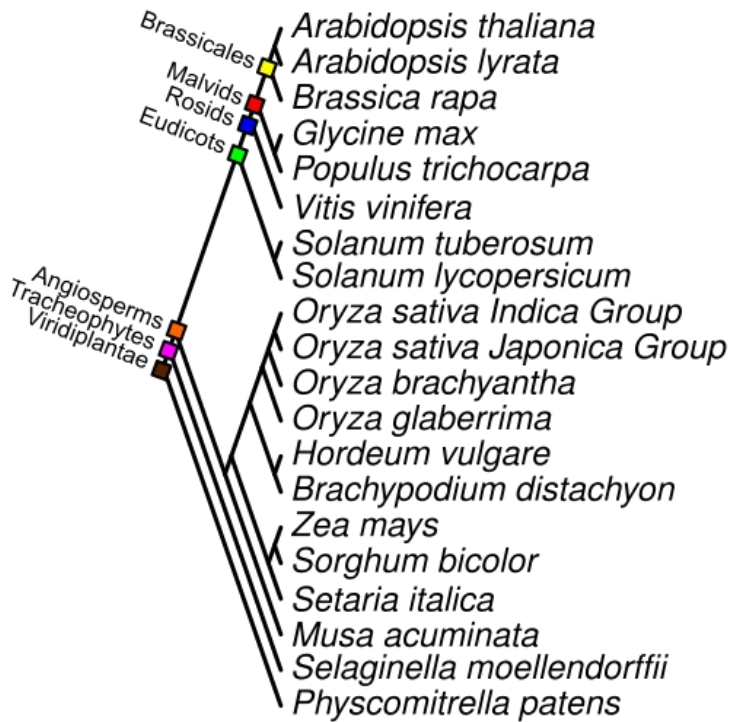 Brassicales
Malvids
Rosids
Eudicots
Angiosperms
Tracheophytes
Viridiplantae
Arabidopsis thaliana
Arabidopsis lyrata
Brassica rapa
Glycine max
Populus trichocarpa
Vitis vinifera
Solanum tuberosum
Solanum lycopersicum
Oryza sativa Indica Group
Oryza sativa Japonica Group
Oryza brachyantha
Oryza glaberrima
Hordeum vulgare
Brachypodium distachyon
Zea mays
Sorghum bicolor
Setaria italica
Musa acuminata
Selaginella moellendorffii
Physcomitrella patens